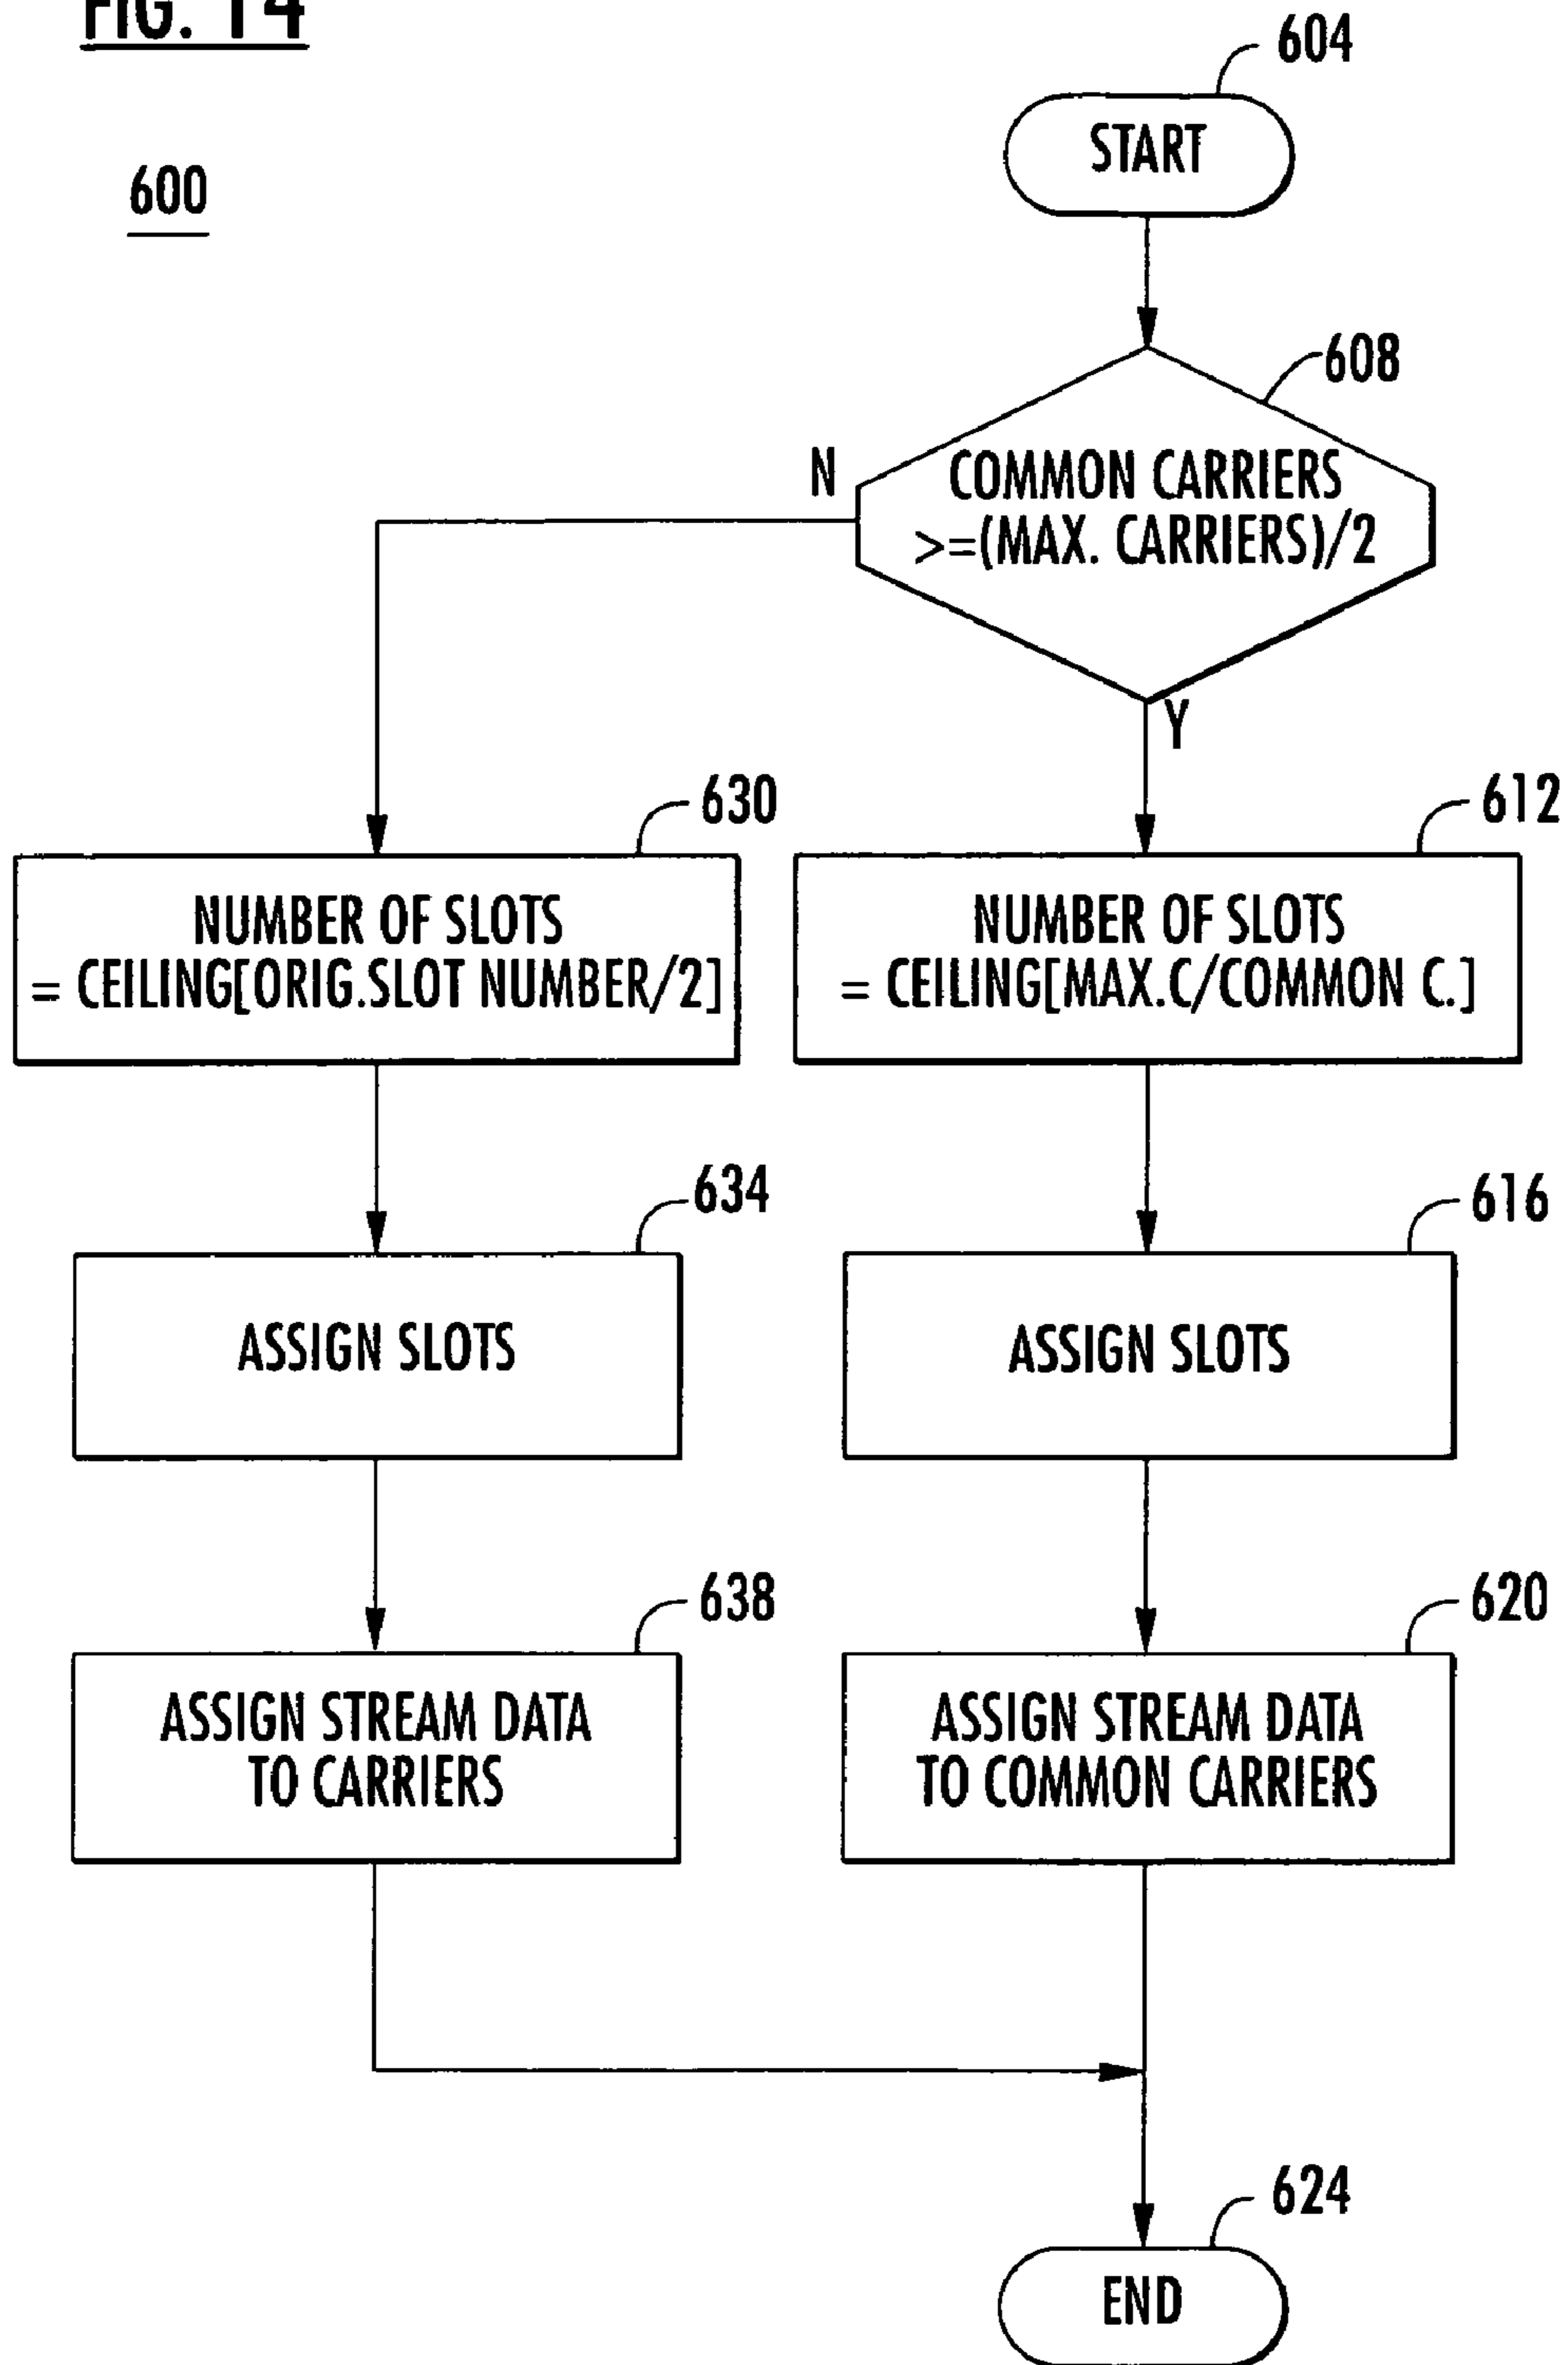 FIG. 14
600
604
START
608
COMMON CARRIERS
>=(MAX. CARRIERS)/2
N
Y
630
NUMBER OF SLOTS
= CEILING[ORIG.SLOT NUMBER/2]
612
NUMBER OF SLOTS
= CEILING[MAX.C/COMMON C.]
634
ASSIGN SLOTS
616
ASSIGN SLOTS
638
ASSIGN STREAM DATA
TO CARRIERS
620
ASSIGN STREAM DATA
TO COMMON CARRIERS
624
END